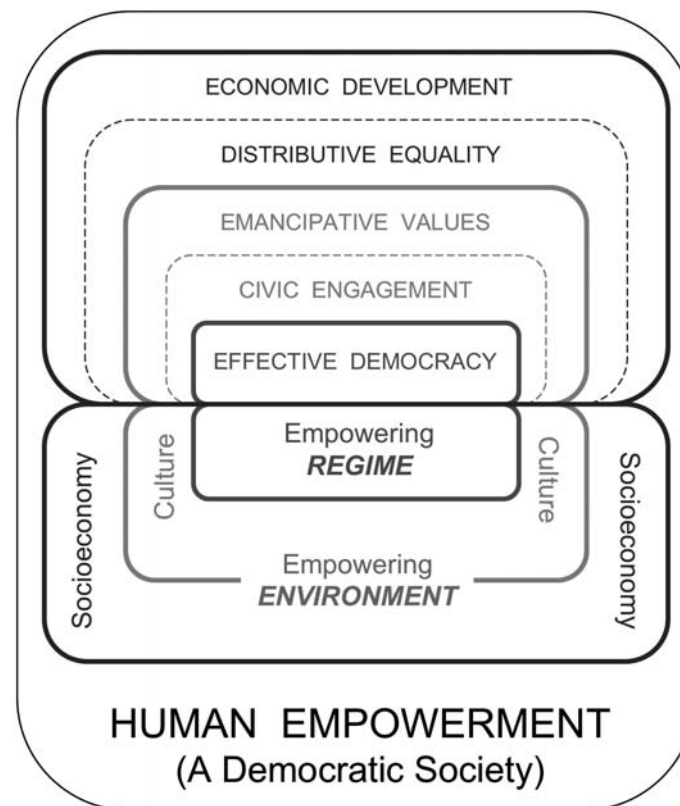 ECONOMIC DEVELOPMENT
DISTRIBUTIVE EQUALITY
EMANCIPATIVE VALUES
CIVIC ENGAGEMENT
EFFECTIVE DEMOCRACY
Socioeconomy
Culture
Empowering
REGIME
Culture
Socioeconomy
Empowering
ENVIRONMENT
HUMAN EMPOWERMENT
(A Democratic Society)